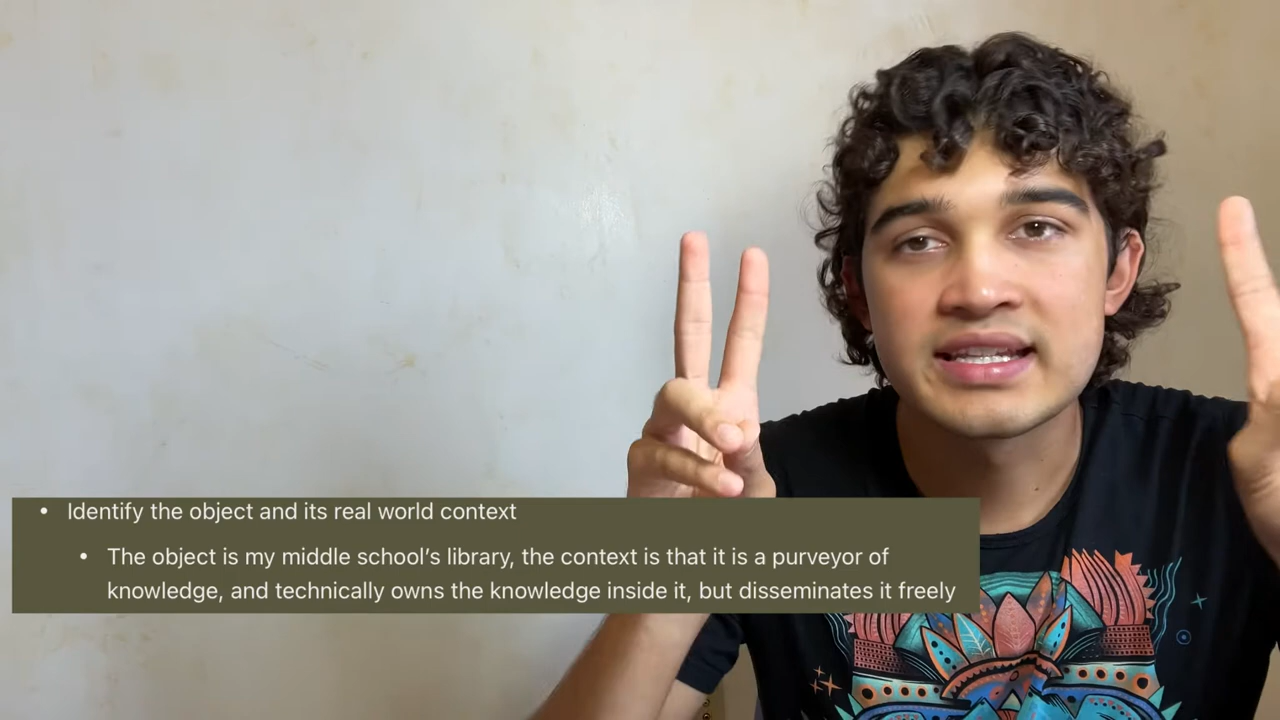 • Identify the object and its real world context
• The object is my middle school’s library, the context is that it is a purveyor of
knowledge, and technically owns the knowledge inside it, but disseminates it freely